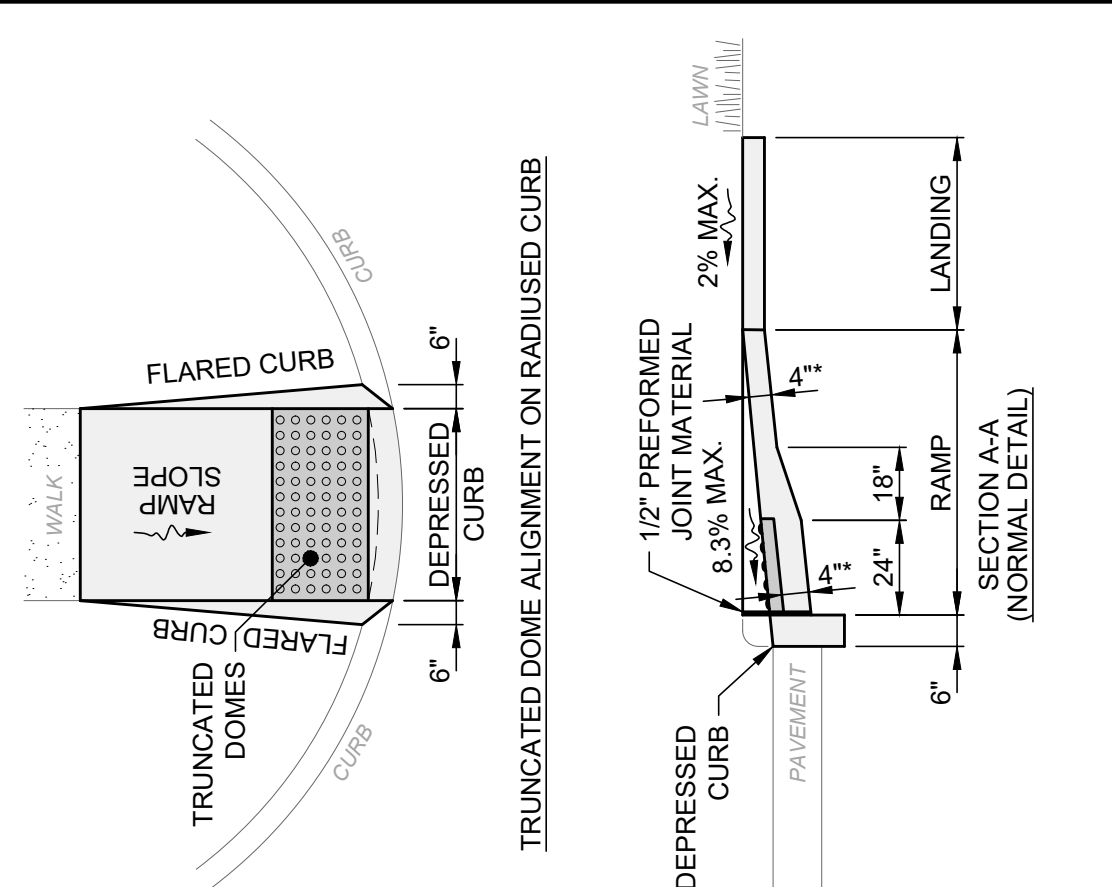 WALK
RAMP
SLOPE
FLARED CURB
FLARED CURB
CURB
CURB
6"
DEPRESSED
CURB
6"
TRUNCATED
DOMES
TRUNCATED DOME ALIGNMENT ON RADIUSED CURB
LAWN
2% MAX.
1/2" PREFORMED
JOINT MATERIAL
8.3% MAX.
4"*
4"*
DEPRESSED
CURB
PAVEMENT
18"
24"
LANDING
RAMP
6"
SECTION A-A
(NORMAL DETAIL)